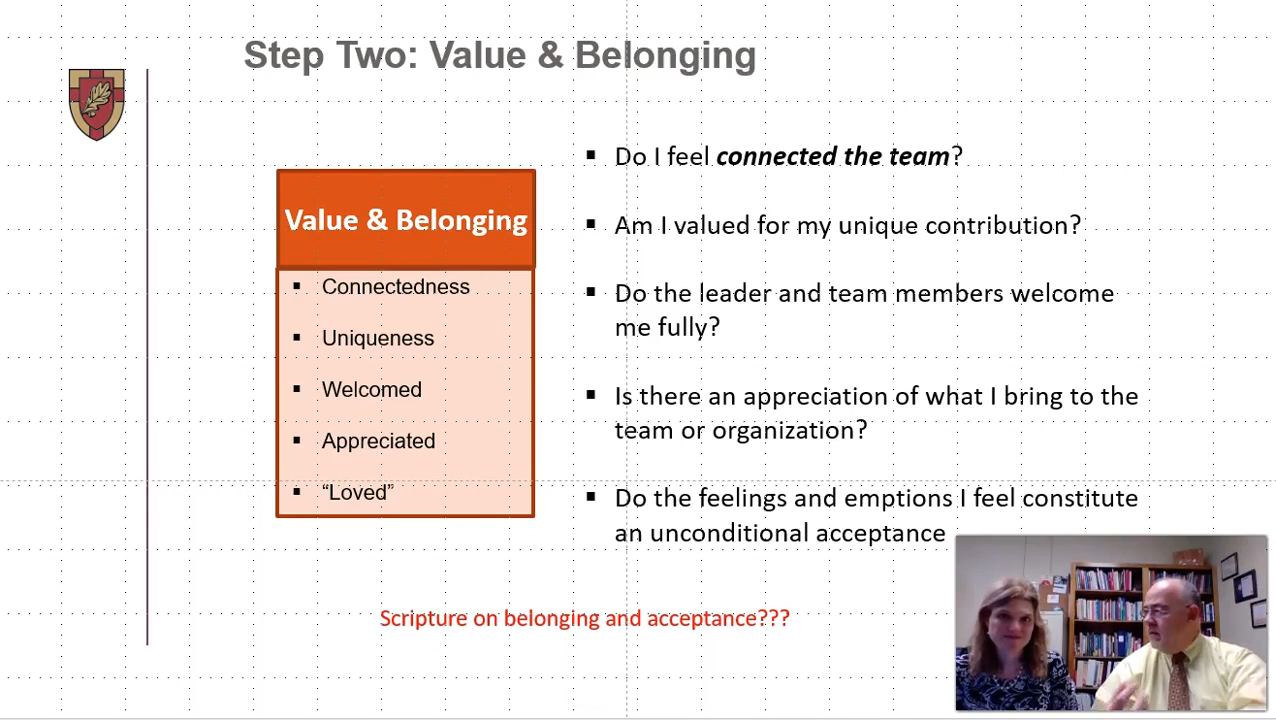 Step Two: Value & Belonging
Value & Belonging
▪ Connectedness
▪ Uniqueness
▪ Welcomed
▪ Appreciated
▪ “Loved”
▪ Do I feel connected the team?
▪ Am I valued for my unique contribution?
▪ Do the leader and team members welcome
me fully?
▪ Is there an appreciation of what I bring to the
team or organization?
▪ Do the feelings and emptions I feel constitute
an unconditional acceptance
Scripture on belonging and acceptance???